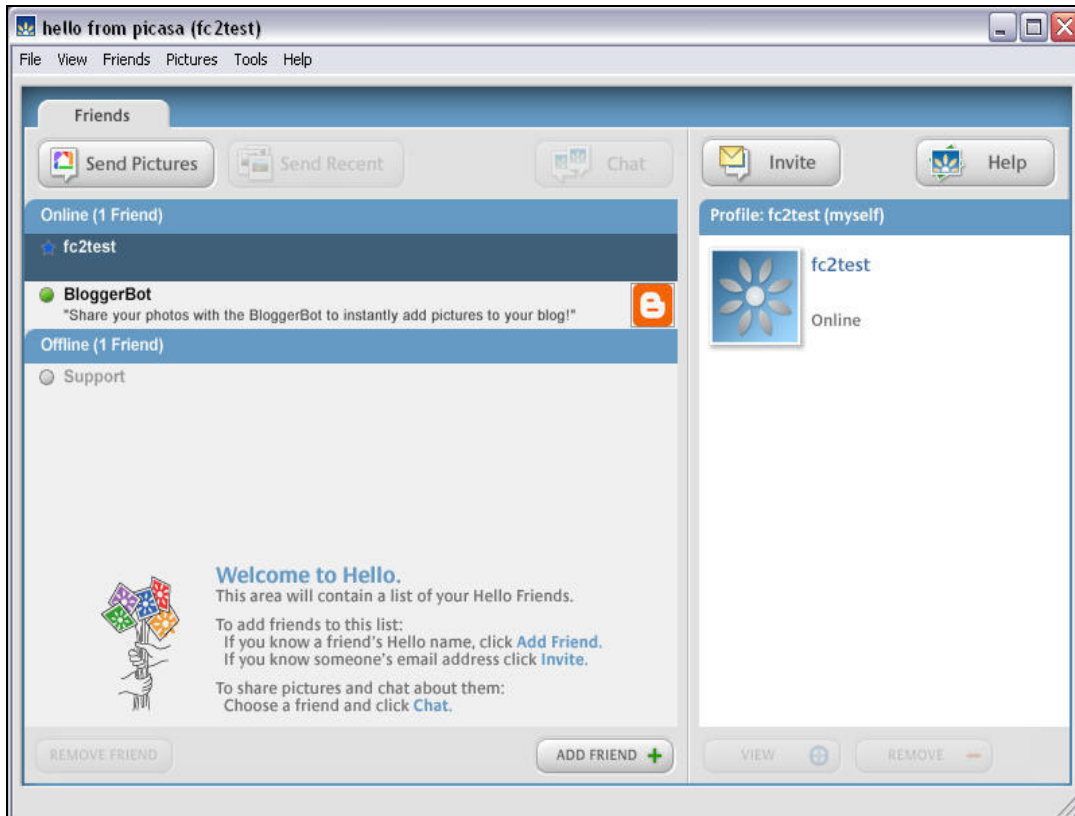 hello from picasa (fc2test)
File View Friends Pictures Tools Help
Friends
Send Pictures
Send Recent
Chat
Invite
Help
Online (1 Friend)
fc2test
BloggerBot
"Share your photos with the BloggerBot to instantly add pictures to your blog!"
Offline (1 Friend)
Support
Welcome to Hello.
This area will contain a list of your Hello Friends.
To add friends to this list:
If you know a friend's Hello name, click Add Friend.
If you know someone's email address click Invite.
To share pictures and chat about them:
Choose a friend and click Chat.
REMOVE FRIEND
ADD FRIEND
Profile: fc2test (myself)
fc2test
Online
VIEW
REMOVE